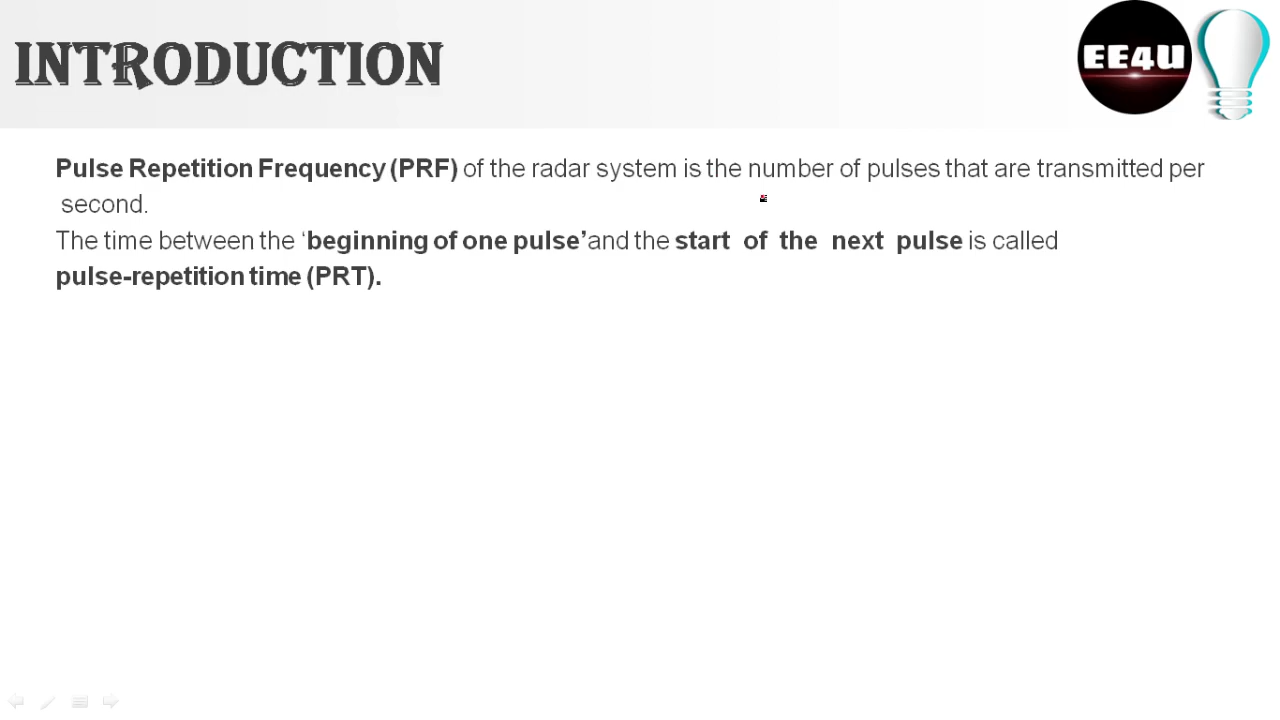 INTRODUCTION
EE4U
Pulse Repetition Frequency (PRF) of the radar system is the number of pulses that are transmitted per
second.
The time between the ‘beginning of one pulse’and the start of the next pulse is called
pulse-repetition time (PRT).